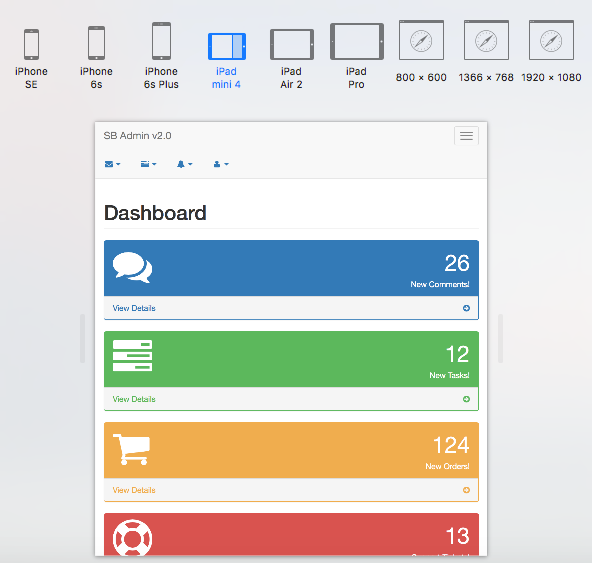 iPhone SE
iPhone 6s
iPhone 6s Plus
iPad mini 4
iPad Air 2
iPad Pro
800 × 600
1366 × 768
1920 × 1080
SB Admin v2.0
Dashboard
26
New Comments!
View Details
12
New Tasks!
View Details
124
New Orders!
View Details
13